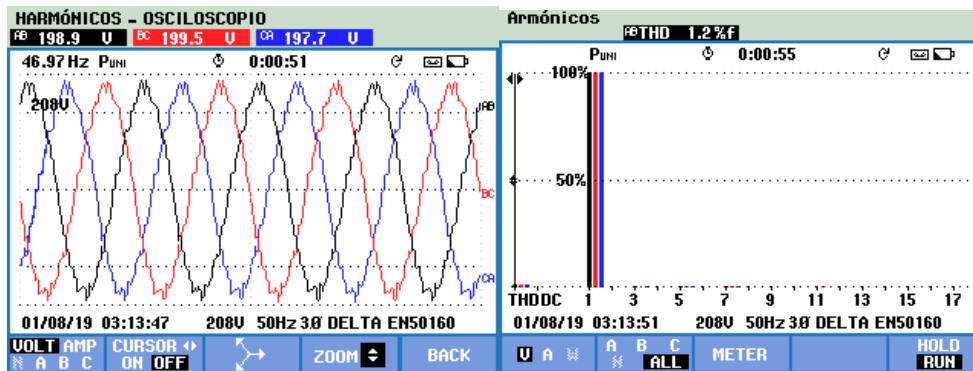 HARMÓNICOS - OSCILOSCOPIO
AB 198.9 V BC 199.5 V CA 197.7 V
46.97 Hz PUNI 0:00:51
208V
AB
BC
CA
01/08/19 03:13:47 208V 50Hz 3Ø DELTA EN50160
VOLT AMP
A B C
CURSOR
ON OFF
ZOOM
BACK
Armónicos
AB THD 1.2 %f
PUNI 0:00:55
100%
50%
THD DC 1 3 5 7 9 11 13 15 17
01/08/19 03:13:51 208V 50Hz 3Ø DELTA EN50160
V A W
A B C
N ALL
METER
HOLD
RUN